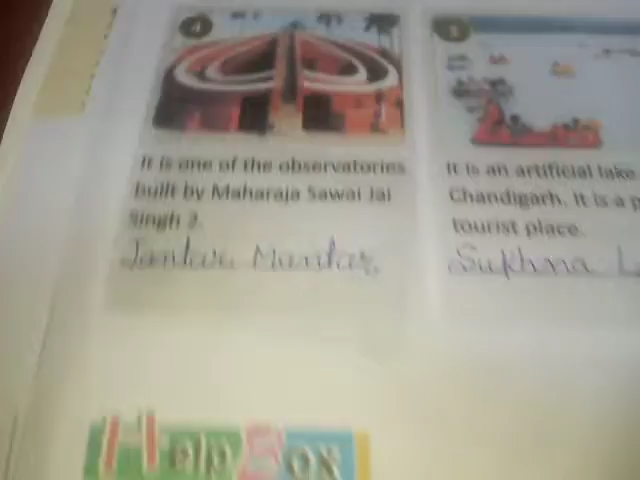 4
It is one of the observatories
built by Maharaja Sawai Jai
Singh 2.
Jantar Mantar
It is an artificial lake
Chandigarh. It is a p
tourist place.
Sukhna L
Help Box